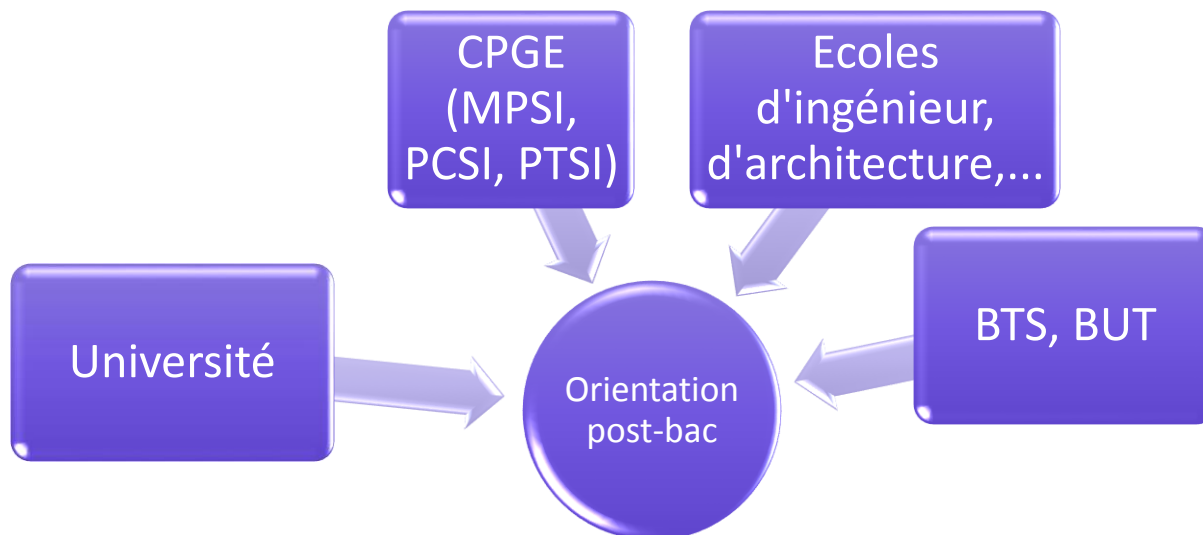 CPGE
(MPSI,
PCSI, PTSI)
Ecoles
d'ingénieur,
d'architecture,...
Université
BTS, BUT
Orientation
post-bac